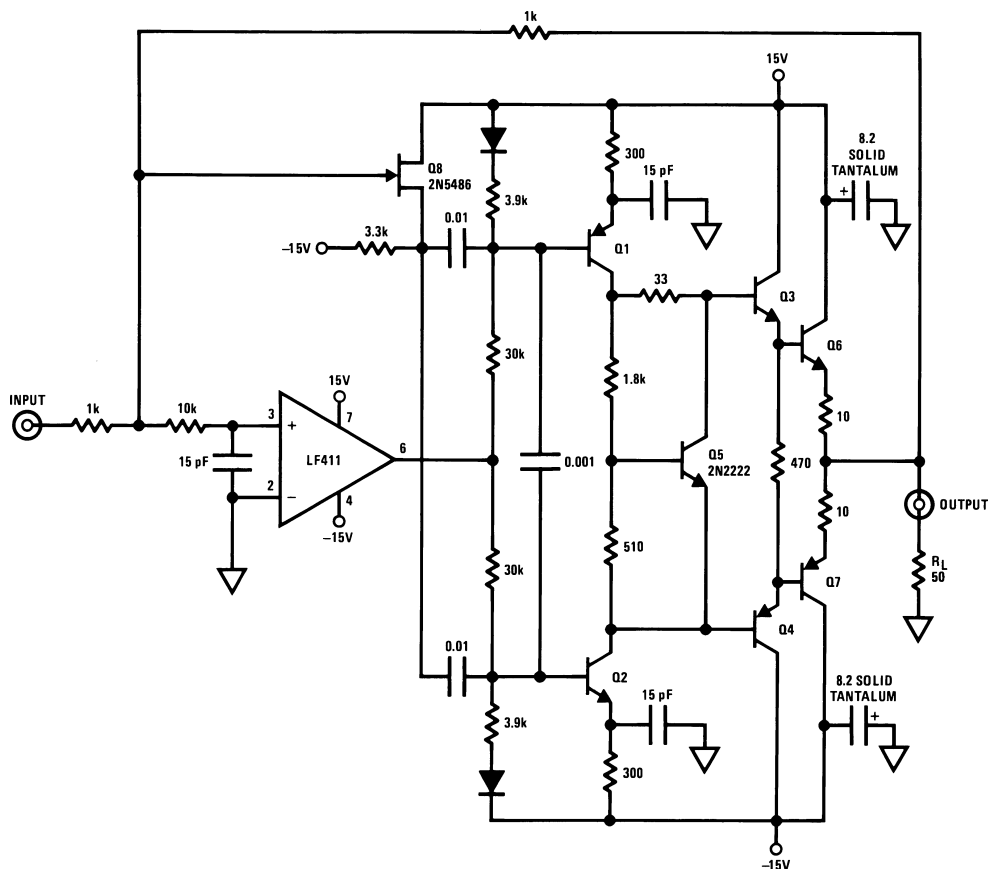 1k
15V
8.2
SOLID
TANTALUM
+
300
15 pF
Q8
2N5486
3.9k
0.01
3.3k
–15V
Q1
33
Q3
Q6
30k
1.8k
10
INPUT
1k
10k
15V
3
+
7
LF411
6
15 pF
2
–
4
–15V
0.001
Q5
2N2222
470
OUTPUT
10
30k
510
RL
50
Q7
Q4
0.01
Q2
15 pF
8.2 SOLID
TANTALUM
+
3.9k
300
–15V